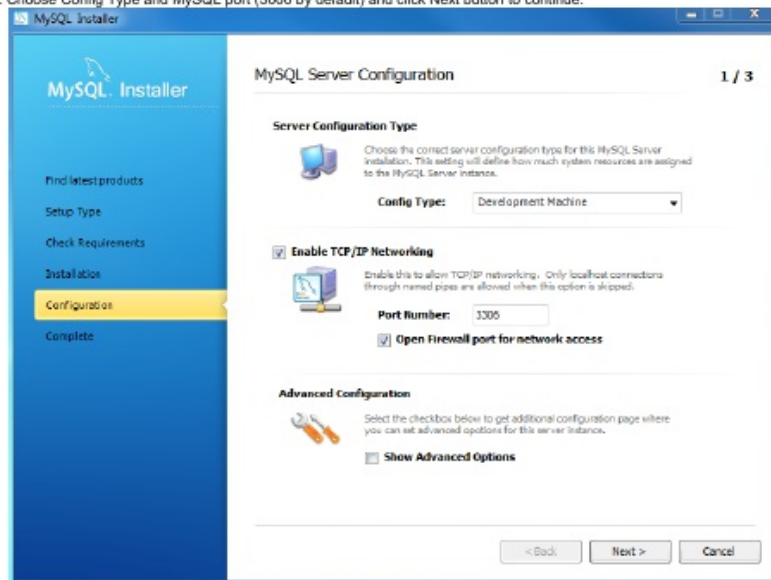 . Choose Config Type and MySQL port (3306 by default) and click Next button to continue.
MySQL Installer
MySQL. Installer
MySQL Server Configuration
1 / 3
Server Configuration Type
Choose the correct server configuration type for this MySQL Server
installation. This setting will define how much system resources are assigned
to the MySQL Server instance.
Config Type:
Development Machine
Find latest products
Setup Type
Check Requirements
Installation
Configuration
Complete
Enable TCP/IP Networking
Enable this to allow TCP/IP networking. Only localhost connections
through named pipes are allowed when this option is skipped.
Port Number:
3306
Open Firewall port for network access
Advanced Configuration
Select the checkbox below to get additional configuration page where
you can set advanced options for this server instance.
Show Advanced Options
< Back
Next >
Cancel